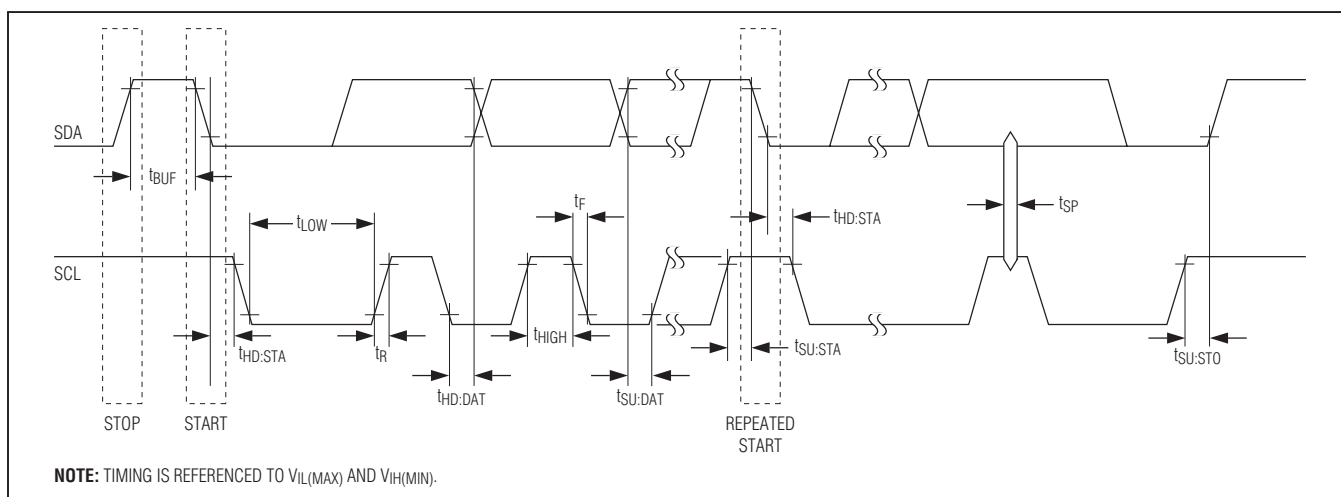 SDA
tBUF
tLOW
tF
tHD:STA
tSP
SCL
tHD:STA
tR
tHIGH
tHD:DAT
tSU:DAT
tSU:STA
tSU:STO
STOP
START
REPEATED
START
NOTE: TIMING IS REFERENCED TO VIL(MAX) AND VIH(MIN).